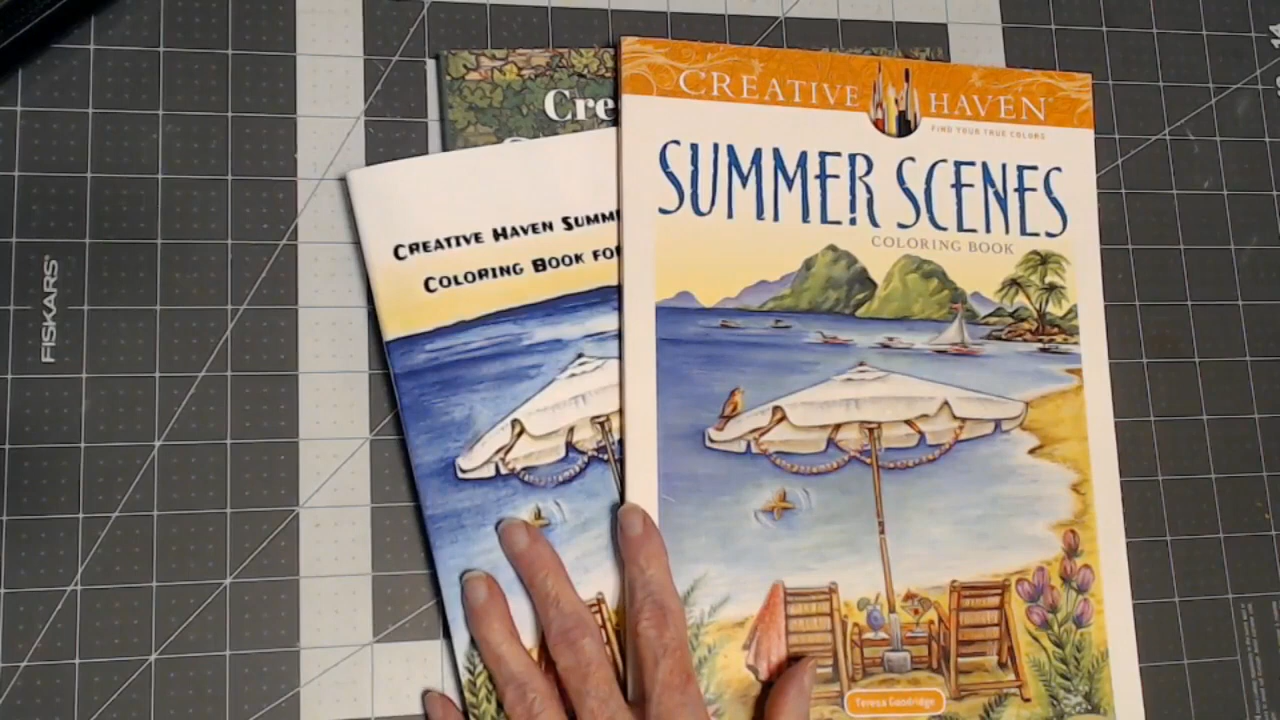 Cre
CREATIVE HAVEN
FIND YOUR TRUE COLORS
SUMMER SCENES
COLORING BOOK
CREATIVE HAVEN SUMM
COLORING BOOK FO
FISKARS
Teresa Goodridge